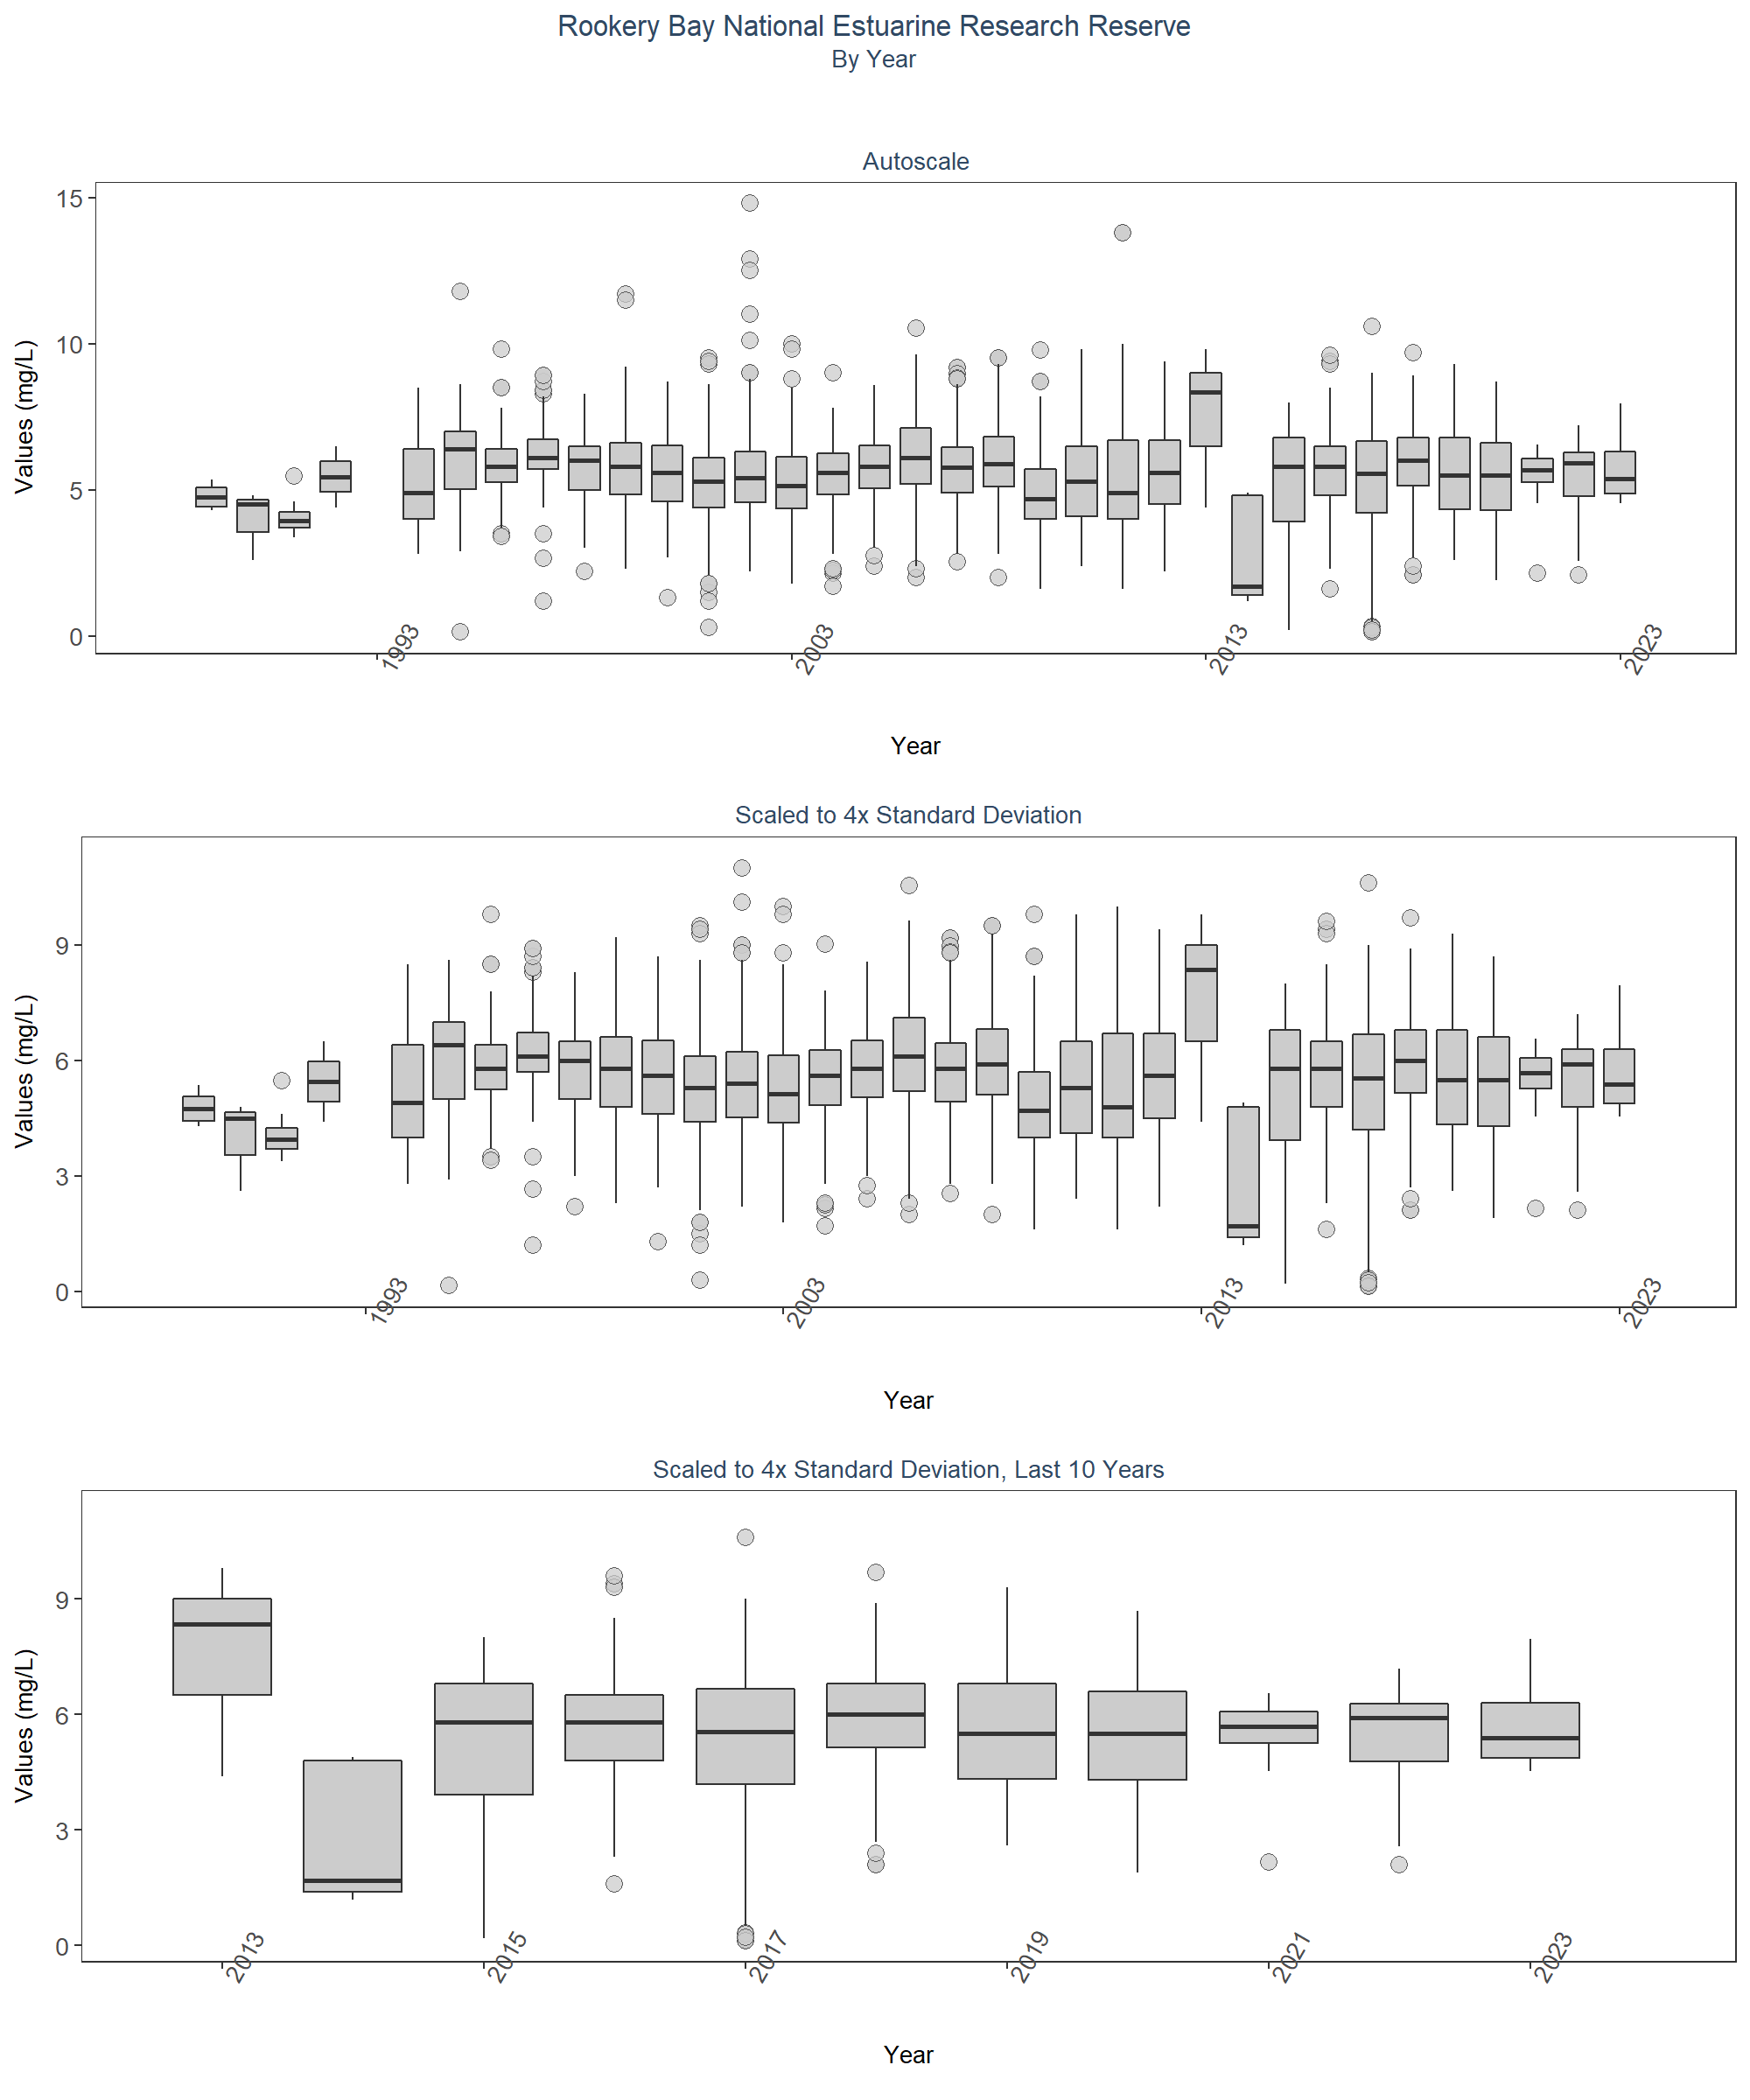 Rookery Bay National Estuarine Research Reserve
By Year
Autoscale
Values (mg/L)
15
10
5
0
1993
2003
2013
2023
Year
Scaled to 4x Standard Deviation
Values (mg/L)
9
6
3
0
1993
2003
2013
2023
Year
Scaled to 4x Standard Deviation, Last 10 Years
Values (mg/L)
9
6
3
0
2013
2015
2017
2019
2021
2023
Year